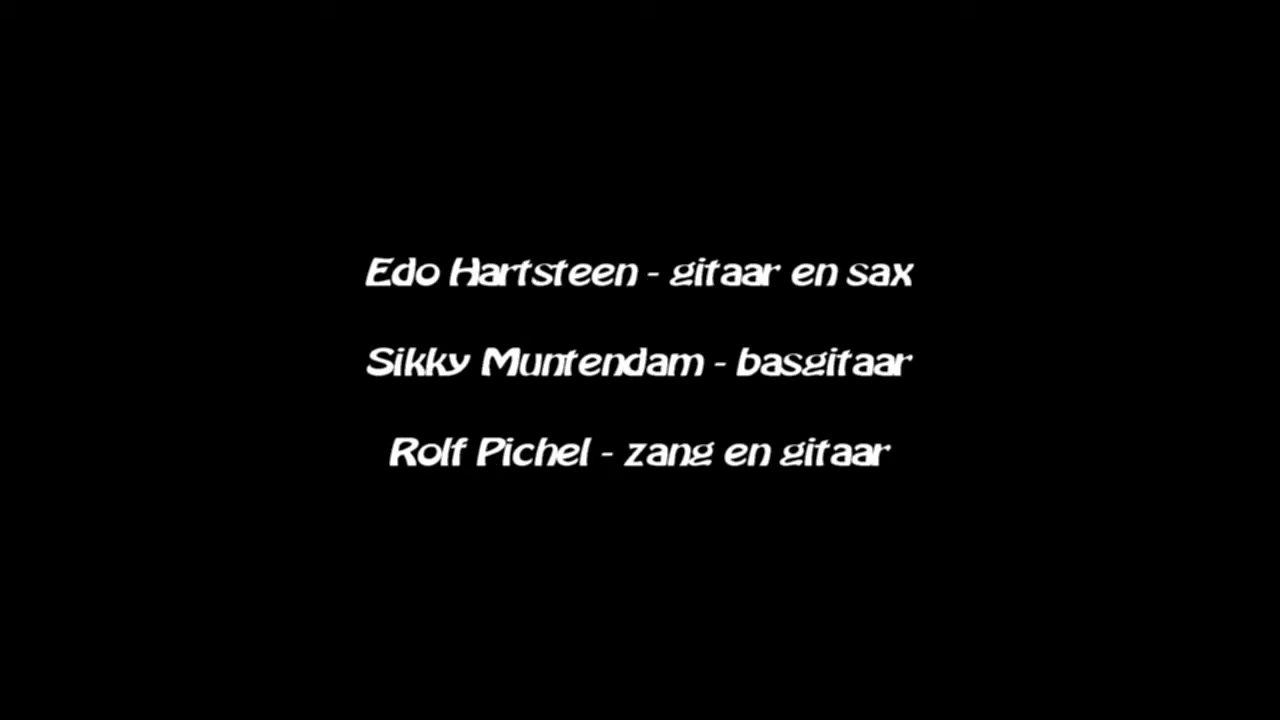 Edo Hartsteen - gitaar en sax
Sikky Muntendam - basgitaar
Rolf Pichel - zang en gitaar